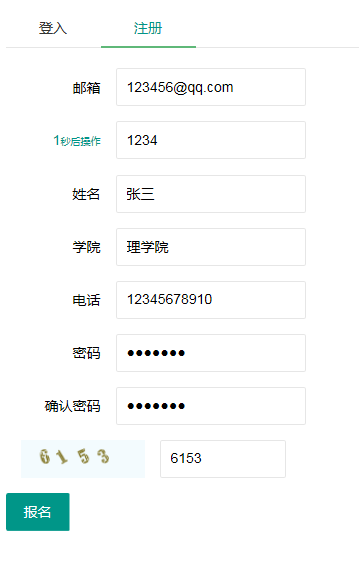 登入 注册
邮箱 123456@qq.com
1秒后操作 1234
姓名 张三
学院 理学院
电话 12345678910
密码 ●●●●●●●
确认密码 ●●●●●●●
6153 6153
报名